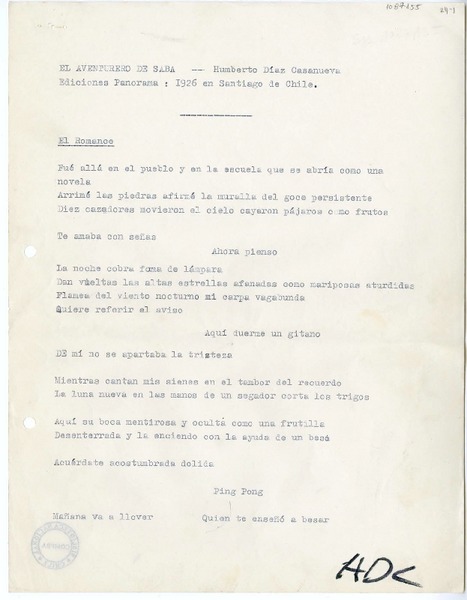 1087155 29-1
EL AVENTURERO DE SABA -- Humberto Díaz Casanueva
Ediciones Panorama : 1926 en Santiago de Chile.
El Romance
Fué allá en el pueblo y en la escuela que se abría como una
novela
Arrimé las piedras afirmé la muralla del goce persistente
Diez cazadores movieron el cielo cayeron pájaros como frutos
Te amaba con señas
Ahora pienso
La noche cobra foma de lámpara
Dan vueltas las altas estrellas afanadas como mariposas aturdidas
Flamea del viento nocturno mi carpa vagabunda
Quiere referir el aviso
Aquí duerme un gitano
DE mí no se apartaba la tristeza
Mientras cantan mis sienes en el tambor del recuerdo
La luna nueva en las manos de un segador corta los trigos
Aquí su boca mentirosa y oculta como una frutilla
Desenterrada y la enciendo con la ayuda de un besó
Acuérdate acostumbrada dolida
Ping Pong
Mañana va a llover Quien te enseñó a besar
ADC